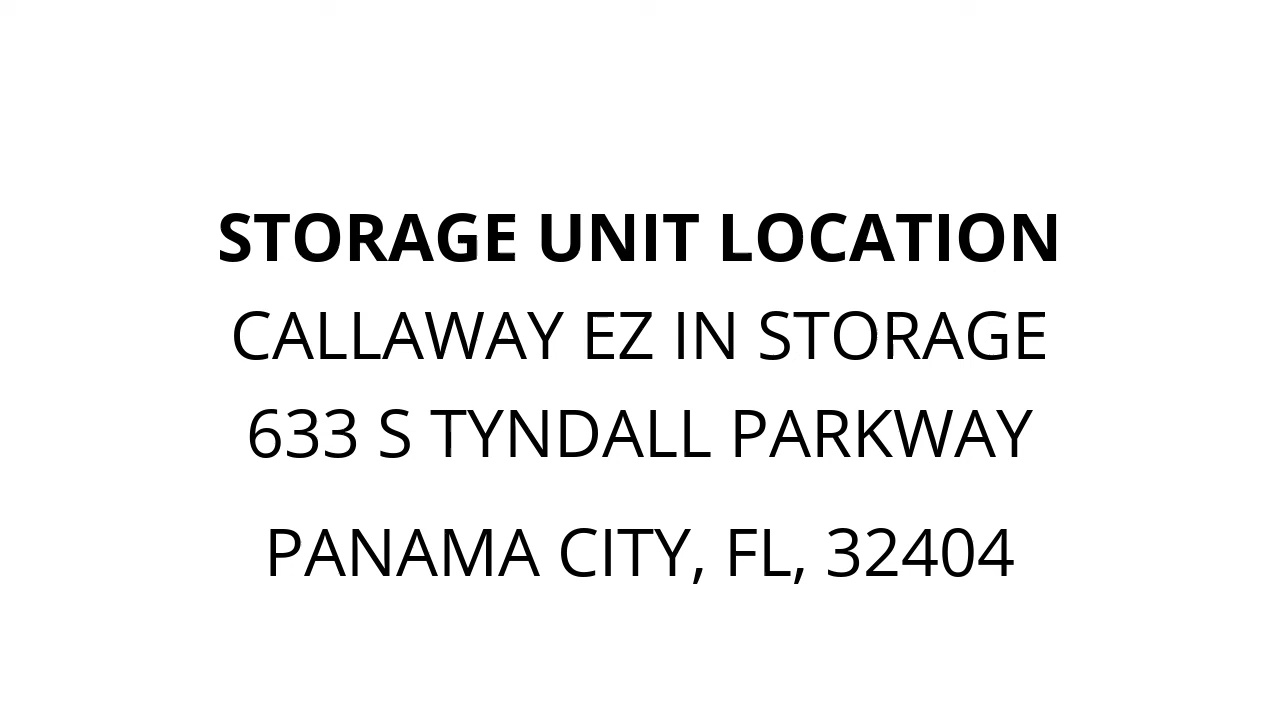 STORAGE UNIT LOCATION
CALLAWAY EZ IN STORAGE
633 S TYNDALL PARKWAY
PANAMA CITY, FL, 32404